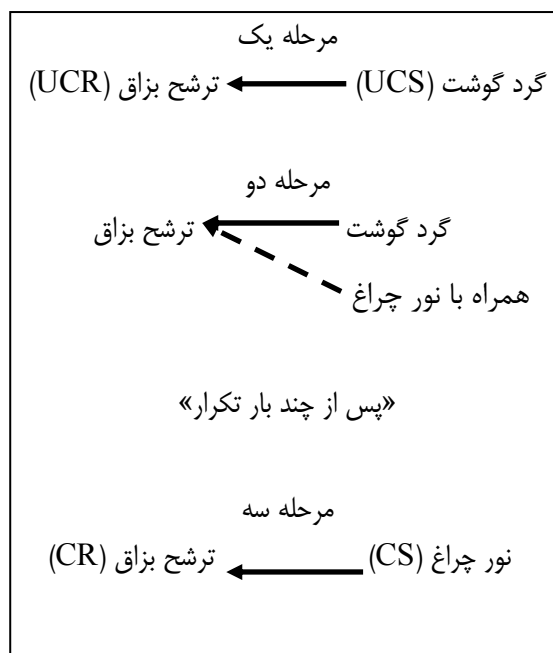 مرحله یک
گرد گوشت (UCS) ترشح بزاق (UCR)
مرحله دو
گرد گوشت ترشح بزاق
همراه با نور چراغ
«پس از چند بار تکرار»
مرحله سه
نور چراغ (CS) ترشح بزاق (CR)